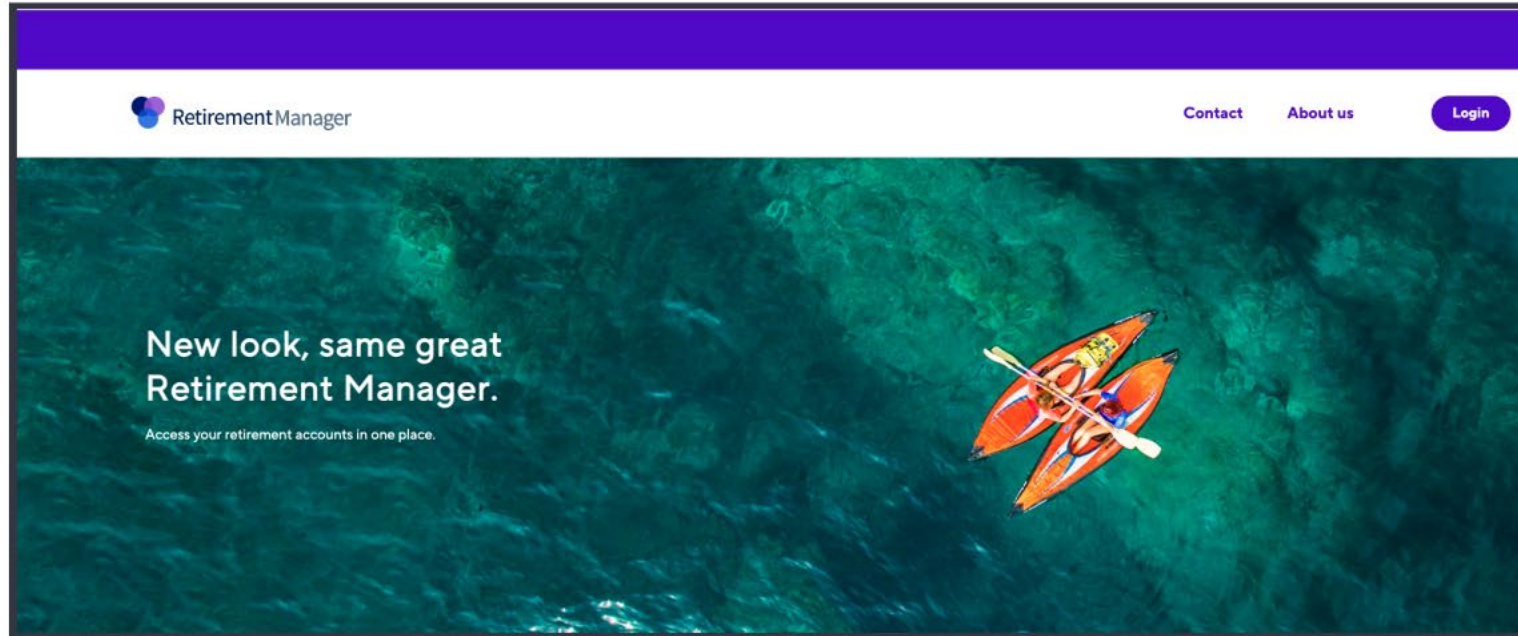 RetirementManager
Contact
About us
Login
New look, same great
Retirement Manager.
Access your retirement accounts in one place.